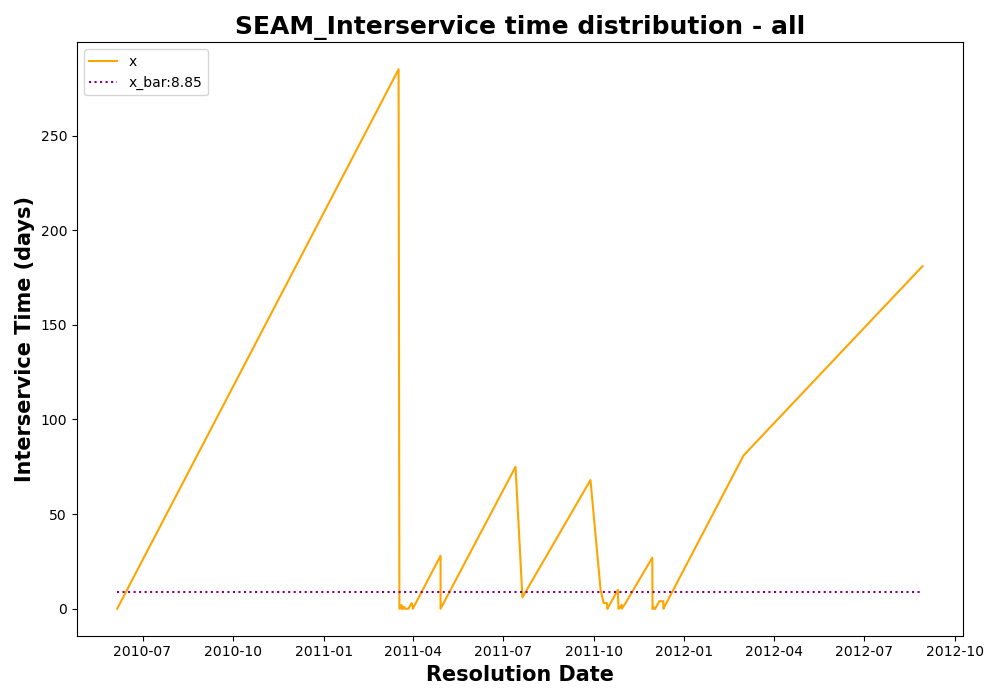 SEAM_Interservice time distribution - all
x
x_bar:8.85
Interservice Time (days)
250
200
150
100
50
0
2010-07 2010-10 2011-01 2011-04 2011-07 2011-10 2012-01 2012-04 2012-07 2012-10
Resolution Date